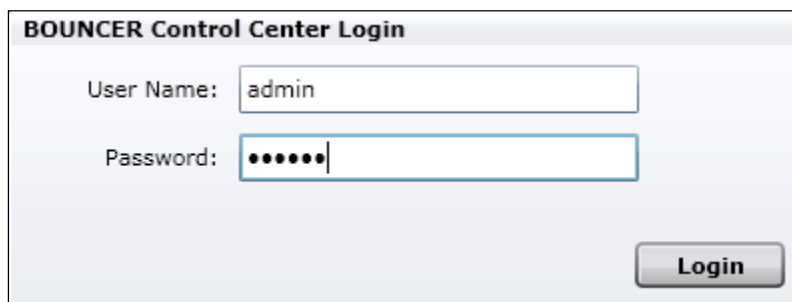 BOUNCER Control Center Login
User Name: admin
Password: ••••••
Login